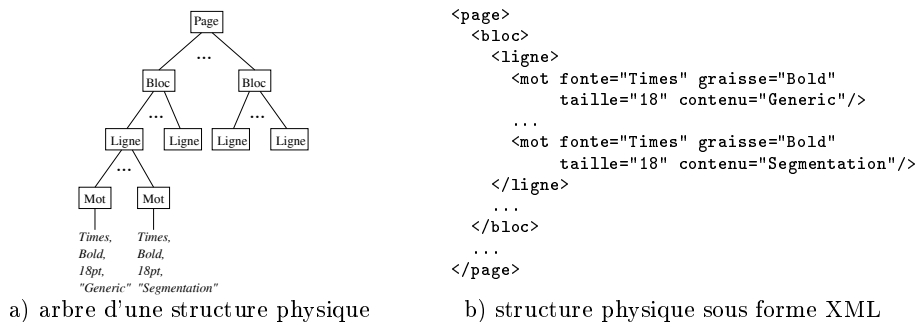 Page
...
Bloc Bloc
... ...
Ligne Ligne Ligne Ligne
...
Mot Mot
Times, Times,
Bold, Bold,
18pt, 18pt,
"Generic" "Segmentation"
a) arbre d'une structure physique
<page>
<bloc>
<ligne>
<mot fonte="Times" graisse="Bold"
taille="18" contenu="Generic"/>
...
<mot fonte="Times" graisse="Bold"
taille="18" contenu="Segmentation"/>
</ligne>
...
</bloc>
...
</page>
b) structure physique sous forme XML